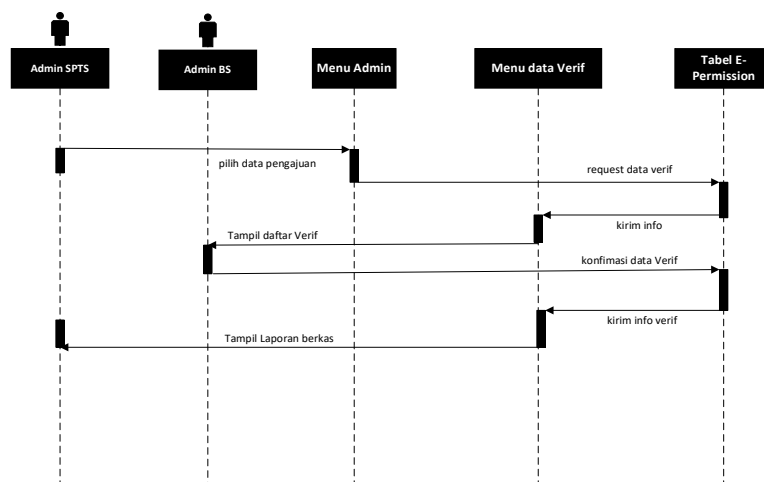 Admin SPTS
Admin BS
Menu Admin
Menu data Verif
Tabel E-
Permission
pilih data pengajuan
request data verif
kirim info
Tampil daftar Verif
konfimasi data Verif
kirim info verif
Tampil Laporan berkas